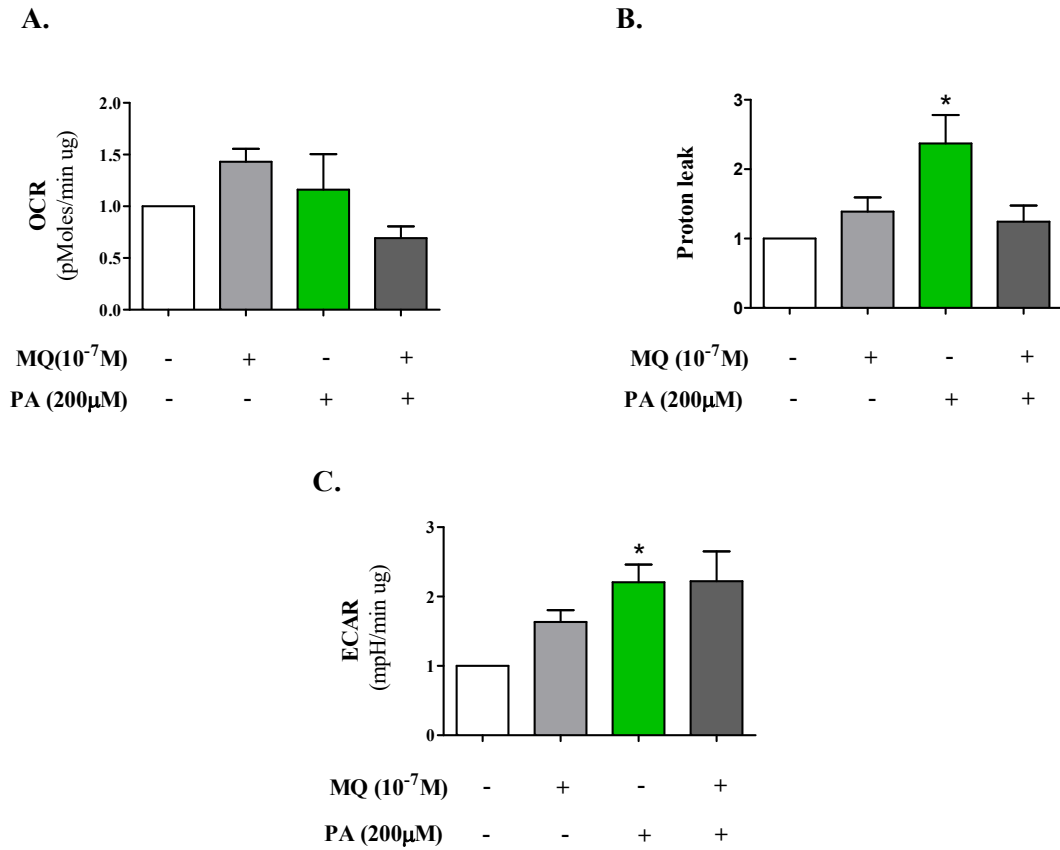 A.
2.0
1.5
1.0
0.5
0.0
OCR
(pMoles/min ug)
MQ(10⁻⁷M) - + - +
PA (200μM) - - + +
B.
3
2
1
0
Proton leak
*
MQ (10⁻⁷M) - + - +
PA (200μM) - - + +
C.
3
2
1
0
ECAR
(mpH/min ug)
*
MQ (10⁻⁷M) - + - +
PA (200μM) - - + +